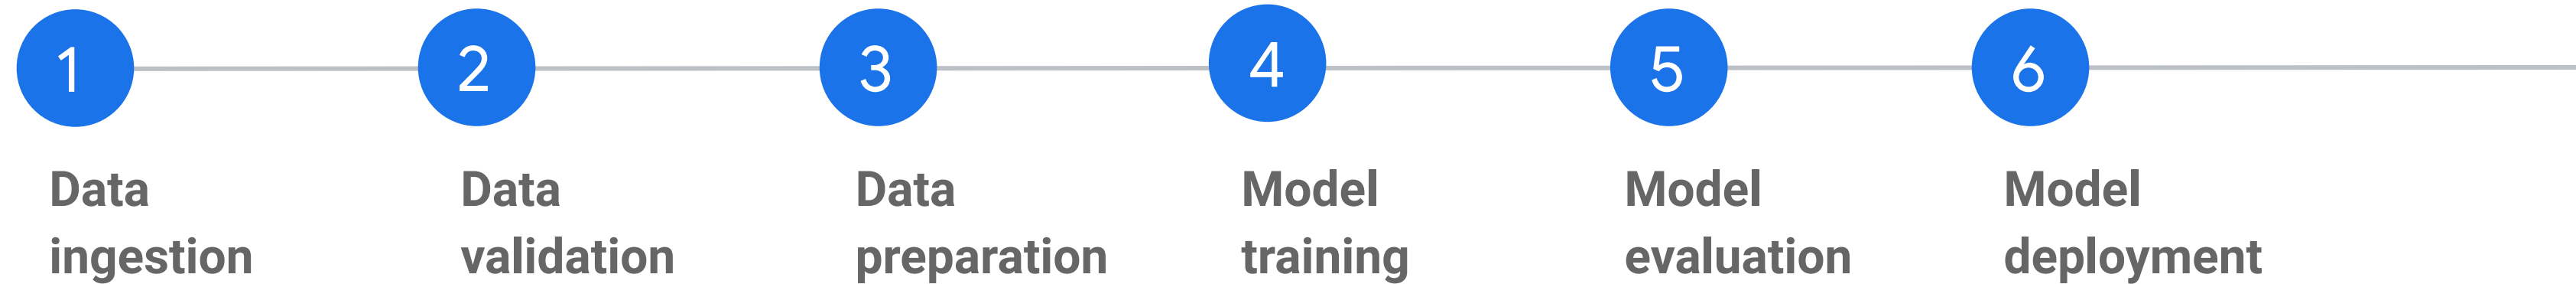 1 2 3 4 5 6
Data Data Data Model Model Model
ingestion validation preparation training evaluation deployment